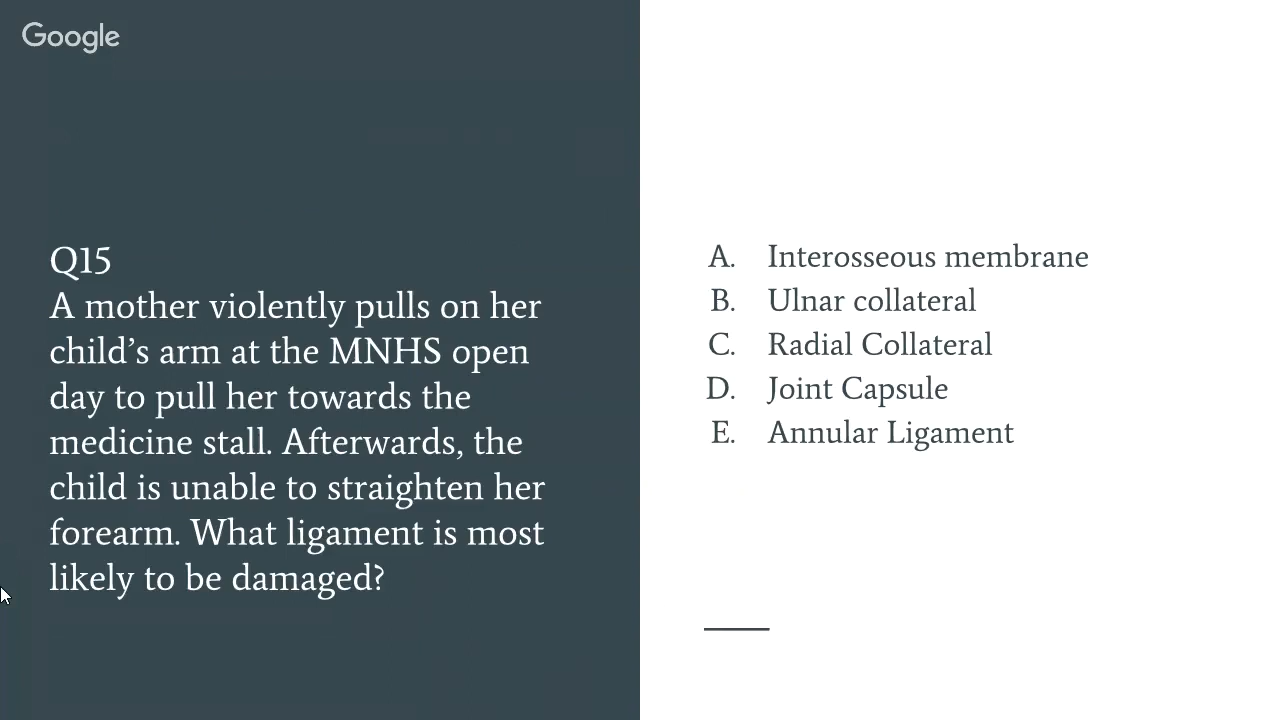 Google
Q15
A mother violently pulls on her
child’s arm at the MNHS open
day to pull her towards the
medicine stall. Afterwards, the
child is unable to straighten her
forearm. What ligament is most
likely to be damaged?
A. Interosseous membrane
B. Ulnar collateral
C. Radial Collateral
D. Joint Capsule
E. Annular Ligament